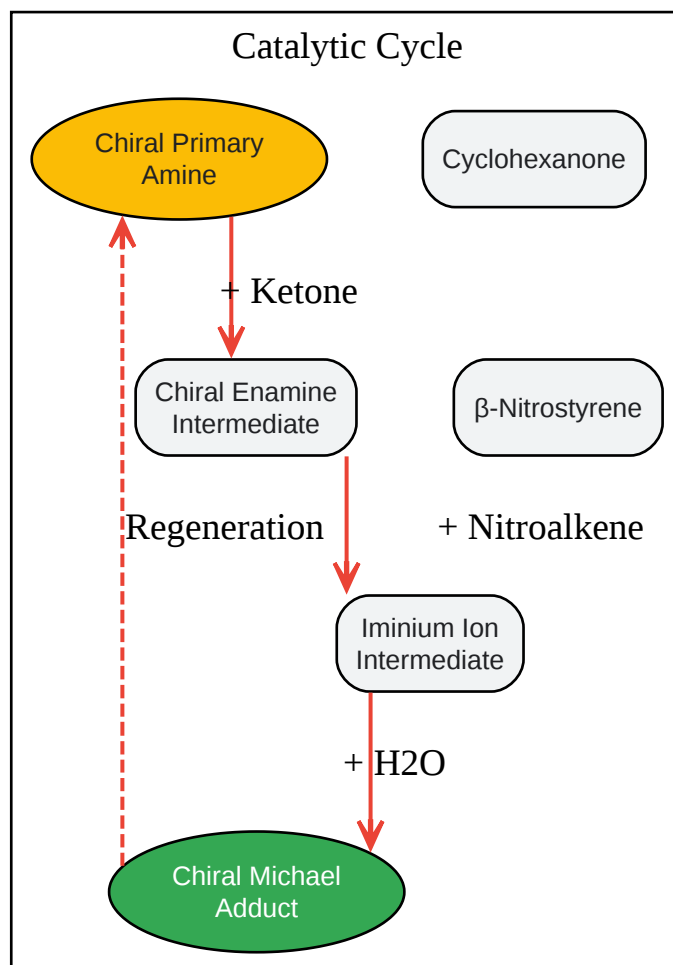 Catalytic Cycle
Chiral Primary
Amine
Cyclohexanone
+ Ketone
Chiral Enamine
Intermediate
β-Nitrostyrene
Regeneration
+ Nitroalkene
Iminium Ion
Intermediate
+ H2O
Chiral Michael
Adduct